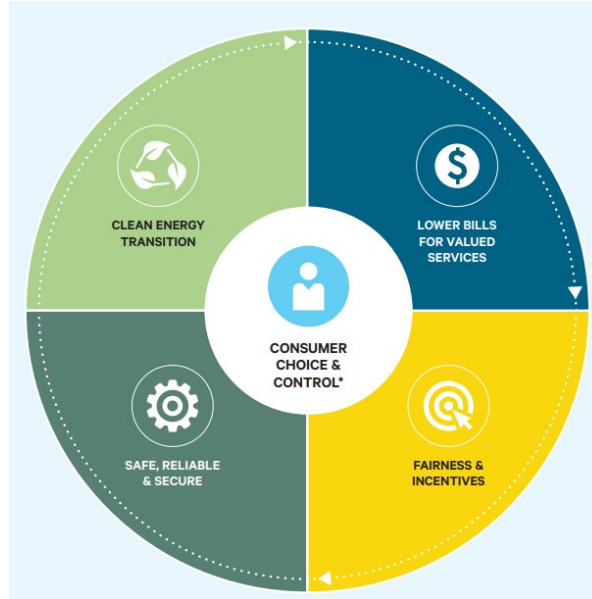 CLEAN ENERGY
TRANSITION
LOWER BILLS
FOR VALUED
SERVICES
CONSUMER
CHOICE &
CONTROL*
SAFE, RELIABLE
& SECURE
FAIRNESS &
INCENTIVES